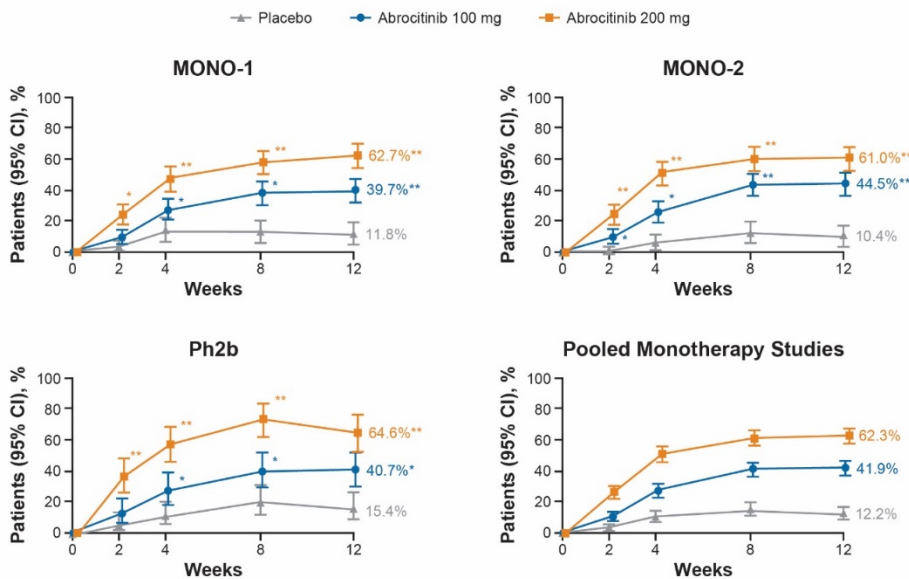 Placebo Abrocitinib 100 mg Abrocitinib 200 mg
MONO-1
Patients (95% CI), %
100
80
60
40
20
0
* ** ** 62.7%**
* * 39.7%**
11.8%
0 2 4 8 12
Weeks
MONO-2
Patients (95% CI), %
100
80
60
40
20
0
** ** ** 61.0%**
* * ** 44.5%**
10.4%
0 2 4 8 12
Weeks
Ph2b
Patients (95% CI), %
100
80
60
40
20
0
** ** ** 64.6%**
* * 40.7%*
15.4%
0 2 4 8 12
Weeks
Pooled Monotherapy Studies
Patients (95% CI), %
100
80
60
40
20
0
62.3%
41.9%
12.2%
0 2 4 8 12
Weeks